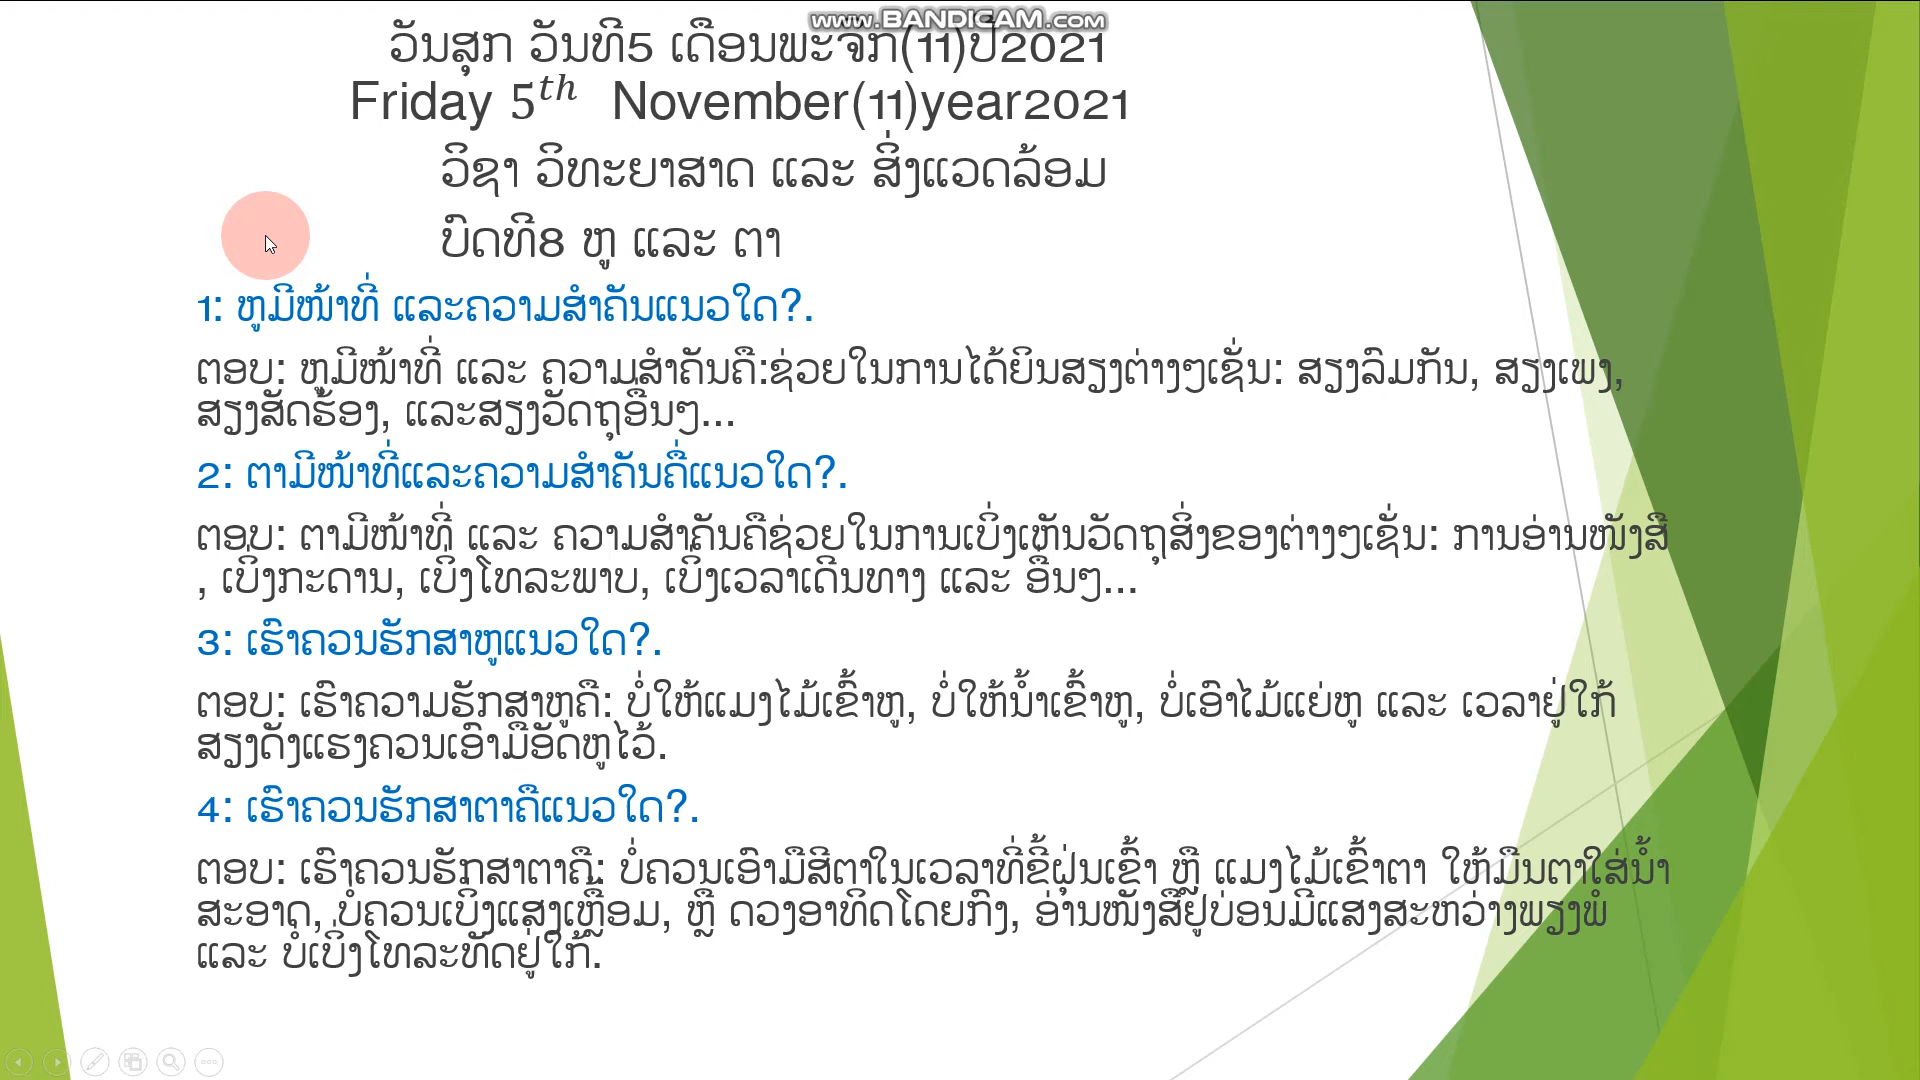 www.BANDICAM.com
ວັນສຸກ ວັນທີ5 ເດືອນພະຈິກ(11)ປີ2021
Friday 5th November(11)year2021
ວິຊາ ວິທະຍາສາດ ແລະ ສິ່ງແວດລ້ອມ
ບົດທີ8 ຫູ ແລະ ຕາ
1: ຫູມີໜ້າທີ່ ແລະຄວາມສຳຄັນແນວໃດ?.
ຕອບ: ຫູມີໜ້າທີ່ ແລະ ຄວາມສຳຄັນຄື:ຊ່ວຍໃນການໄດ້ຍິນສຽງຕ່າງໆເຊັ່ນ: ສຽງລົມກັນ, ສຽງເພງ,
ສຽງສັດຮ້ອງ, ແລະສຽງວັດຖຸອື່ນໆ...
2: ຕາມີໜ້າທີ່ແລະຄວາມສຳຄັນຄື່ແນວໃດ?.
ຕອບ: ຕາມີໜ້າທີ່ ແລະ ຄວາມສຳຄັນຄືຊ່ວຍໃນການເບິ່ງເຫັນວັດຖຸສິ່ງຂອງຕ່າງໆເຊັ່ນ: ການອ່ານໜັງສື
, ເບິ່ງກະດານ, ເບິ່ງໂທລະພາບ, ເບິ່ງເວລາເດີນທາງ ແລະ ອື່ນໆ...
3: ເຮົາຄວນຮັກສາຫູແນວໃດ?.
ຕອບ: ເຮົາຄວາມຮັກສາຫູຄື: ບໍ່ໃຫ້ແມງໄມ້ເຂົ້າຫູ, ບໍ່ໃຫ້ນ້ຳເຂົ້າຫູ, ບໍ່ເອົາໄມ້ແຍ່ຫູ ແລະ ເວລາຢູ່ໃກ້
ສຽງດັງແຮງຄວນເອົາມືອັດຫູໄວ້.
4: ເຮົາຄວນຮັກສາຕາຄືແນວໃດ?.
ຕອບ: ເຮົາຄວນຮັກສາຕາຄື: ບໍ່ຄວນເອົາມືສີຕາໃນເວລາທີ່ຂີ້ຝຸ່ນເຂົ້າ ຫຼື ແມງໄມ້ເຂົ້າຕາ ໃຫ້ມືນຕາໃສ່ນ້ຳ
ສະອາດ, ບໍ່ຄວນເບິ່ງແສງເຫຼື້ອມ, ຫຼື ດວງອາທິດໂດຍກົງ, ອ່ານໜັງສືຢູ່ບ່ອນມີແສງສະຫວ່າງພຽງພໍ
ແລະ ບໍ່ເບິ່ງໂທລະທັດຢູ່ໃກ້.